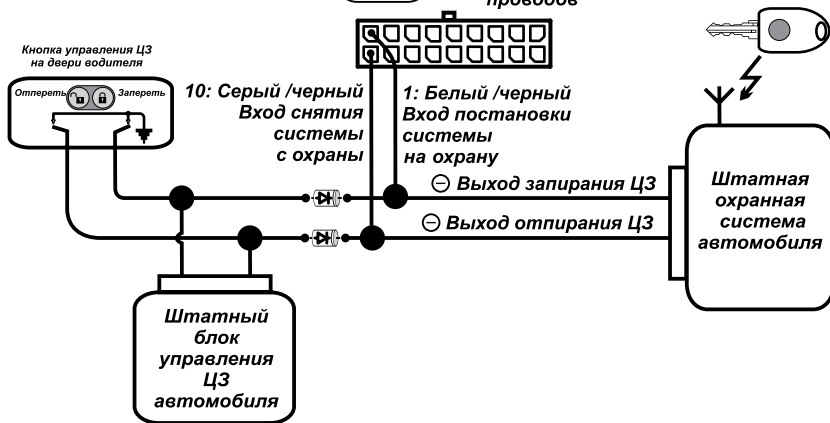 проводов
Кнопка управления ЦЗ
на двери водителя
Отпереть
Запереть
10: Серый /черный
Вход снятия
системы
с охраны
1: Белый /черный
Вход постановки
системы
на охрану
⊖ Выход запирания ЦЗ
⊖ Выход отпирания ЦЗ
Штатная
охранная
система
автомобиля
Штатный
блок
управления
ЦЗ
автомобиля